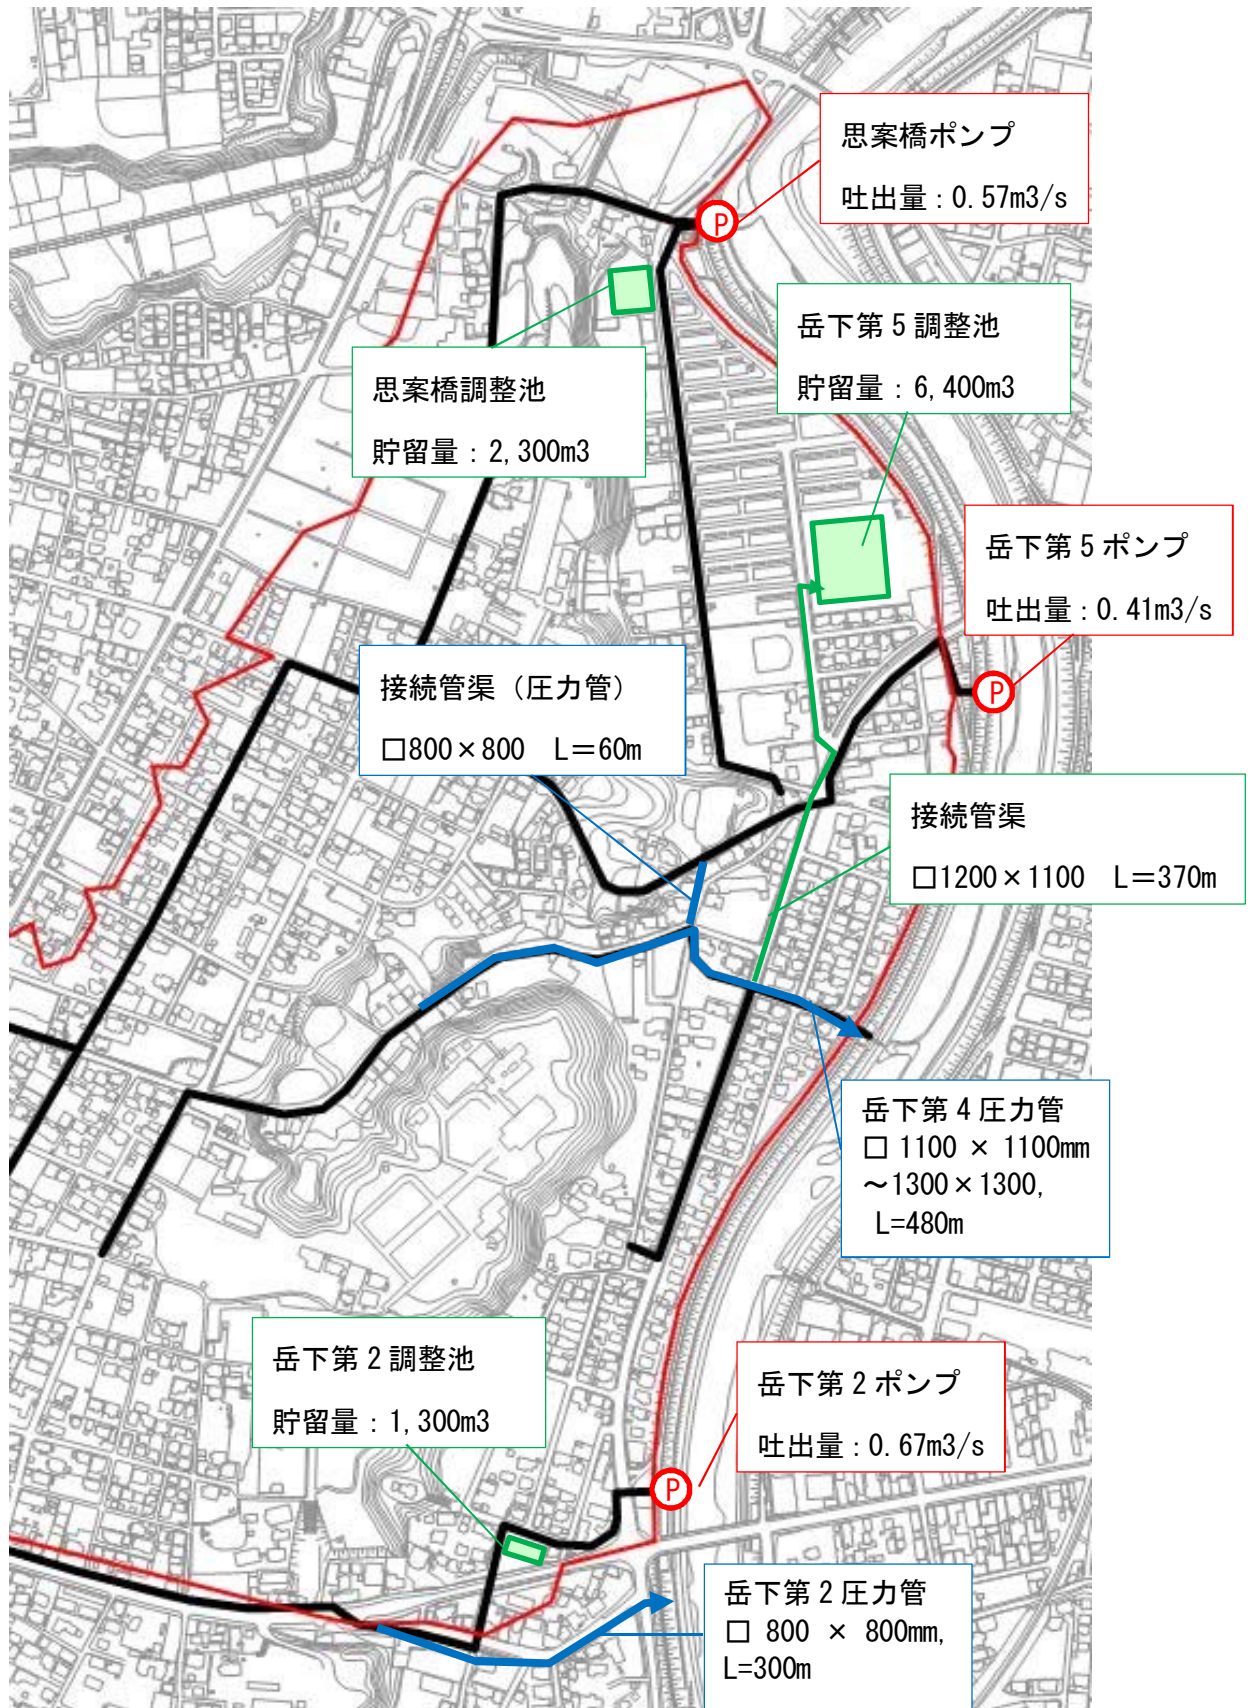 思案橋ポンプ
吐出量：0.57m3/s
P
岳下第5調整池
貯留量：6,400m3
思案橋調整池
貯留量：2,300m3
岳下第5ポンプ
吐出量：0.41m3/s
P
接続管渠（圧力管）
□800×800　L＝60m
接続管渠
□1200×1100　L＝370m
岳下第4圧力管
□ 1100 × 1100mm
～1300×1300,
L=480m
岳下第2調整池
貯留量：1,300m3
岳下第2ポンプ
吐出量：0.67m3/s
P
岳下第2圧力管
□ 800 × 800mm,
L=300m